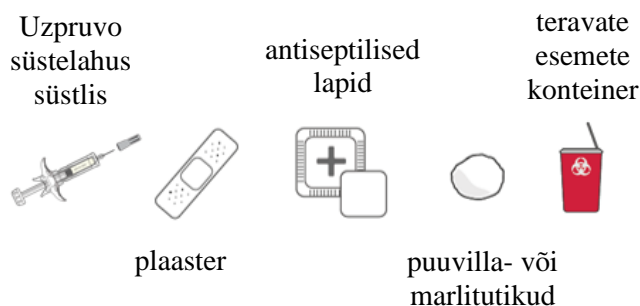 Uzpruvo
süstelahus
süstlis
antiseptilised
lapid
teravate
esemete
konteiner
plaaster
puuvilla- või
marlitutikud